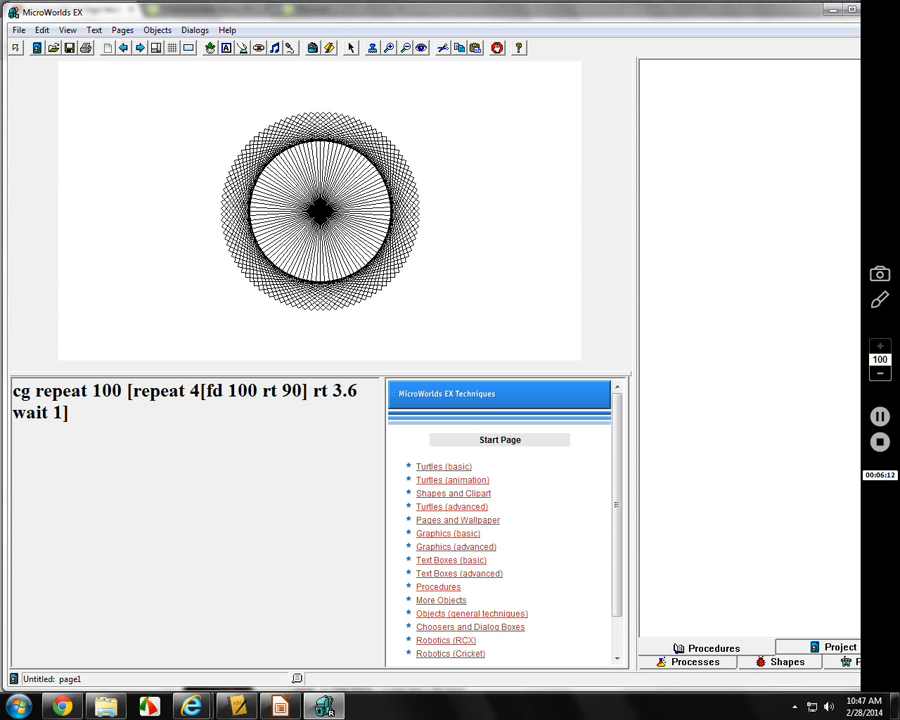 MicroWorlds EX
File Edit View Text Pages Objects Dialogs Help
cg repeat 100 [repeat 4[fd 100 rt 90] rt 3.6
wait 1]
MicroWorlds EX Techniques
Start Page
Turtles (basic)
Turtles (animation)
Shapes and Clipart
Turtles (advanced)
Pages and Wallpaper
Graphics (basic)
Graphics (advanced)
Text Boxes (basic)
Text Boxes (advanced)
Procedures
More Objects
Objects (general techniques)
Choosers and Dialog Boxes
Robotics (RCX)
Robotics (Cricket)
100
00:06:12
Procedures Project
Processes Shapes F
Untitled: page1
10:47 AM
2/28/2014